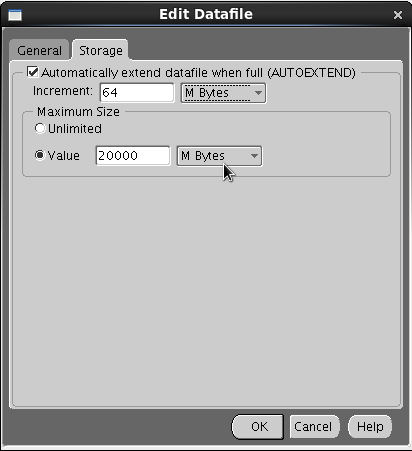 Edit Datafile
General Storage
Automatically extend datafile when full (AUTOEXTEND)
Increment: 64 M Bytes
Maximum Size
Unlimited
Value 20000 M Bytes
OK Cancel Help